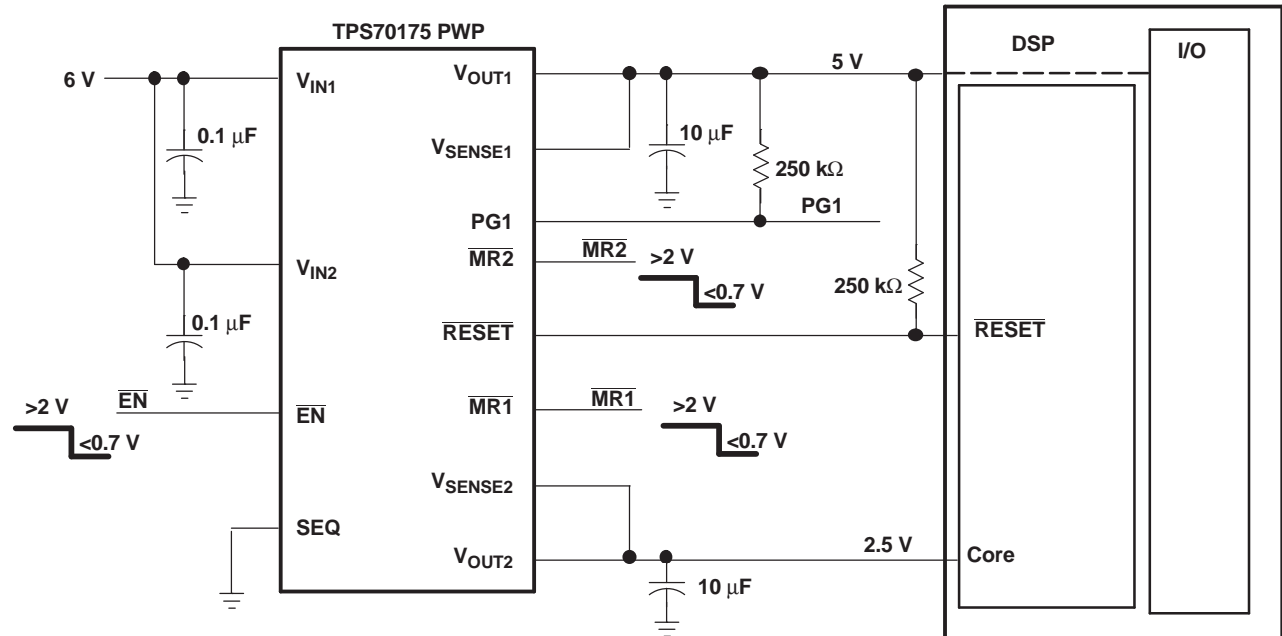 TPS70175 PWP
DSP
I/O
6 V
V_IN1
V_OUT1
5 V
0.1 μF
V_SENSE1
10 μF
250 kΩ
PG1
PG1
MR2
MR2
>2 V
<0.7 V
V_IN2
250 kΩ
0.1 μF
RESET
RESET
>2 V
EN
EN
<0.7 V
MR1
MR1
>2 V
<0.7 V
V_SENSE2
SEQ
V_OUT2
2.5 V
Core
10 μF